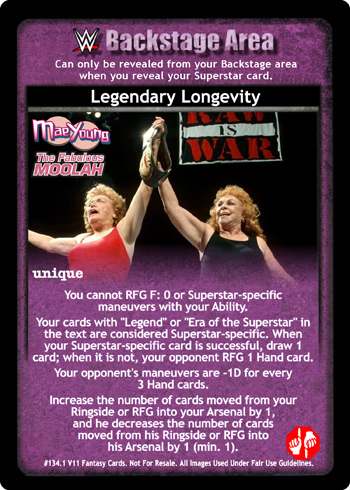 W Backstage Area
Can only be revealed from your Backstage area
when you reveal your Superstar card.
Legendary Longevity
MaeYoung
The Fabulous
MOOLAH
RAW
IS
WAR
unique
You cannot RFG F: 0 or Superstar-specific
maneuvers with your Ability.
Your cards with "Legend" or "Era of the Superstar" in
the text are considered Superstar-specific. When
your Superstar-specific card is successful, draw 1
card; when it is not, your opponent RFG 1 Hand card.
Your opponent's maneuvers are -1D for every
3 Hand cards.
Increase the number of cards moved from your
Ringside or RFG into your Arsenal by 1,
and he decreases the number of cards
moved from his Ringside or RFG into
his Arsenal by 1 (min. 1).
#134.1 V11 Fantasy Cards. Not For Resale. All Images Used Under Fair Use Guidelines.